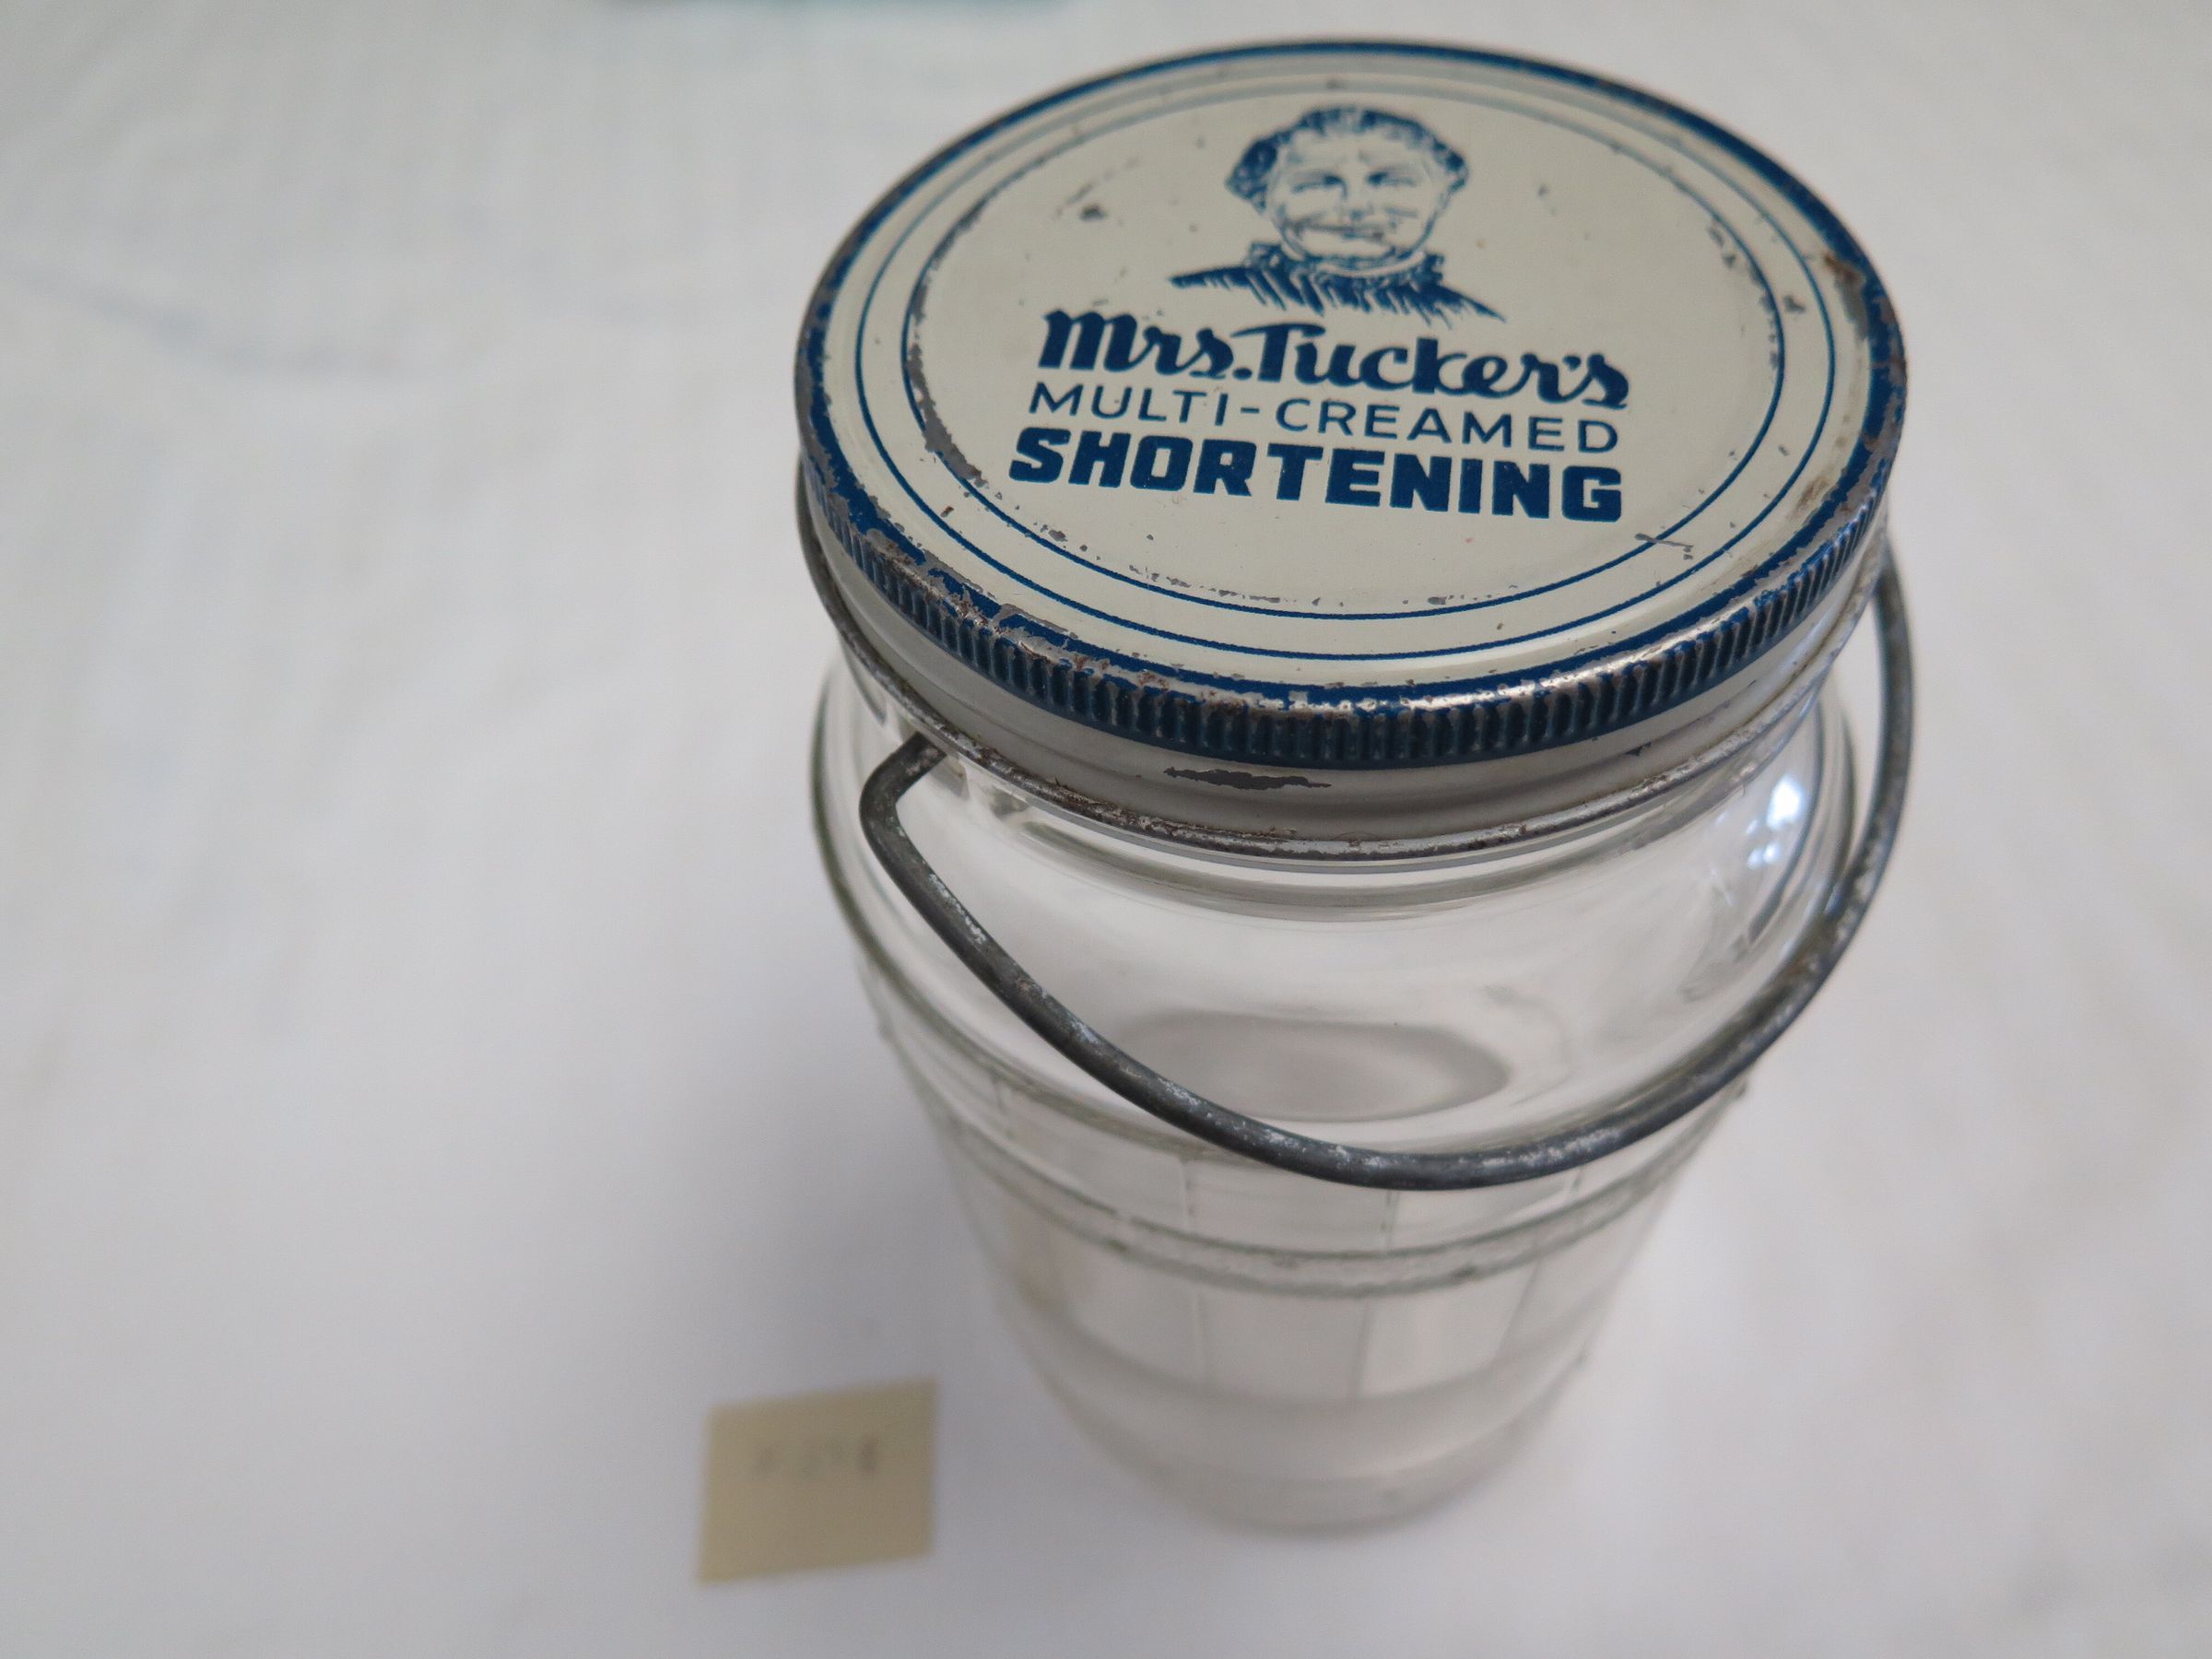 Mrs. Tucker's
MULTI-CREAMED
SHORTENING